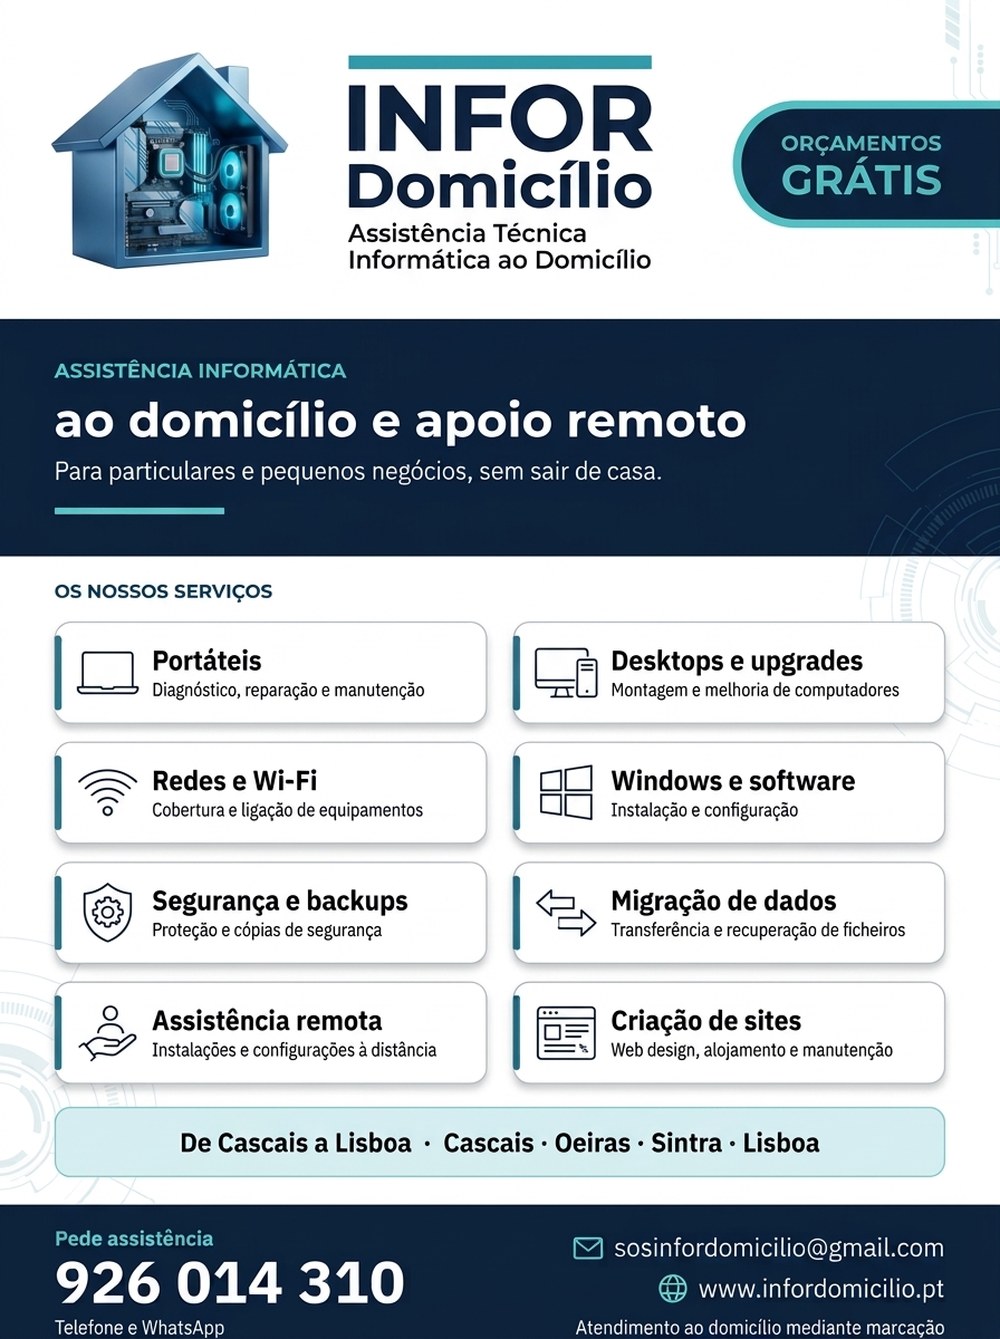 INFOR
Domicílio
Assistência Técnica
Informática ao Domicílio
ORÇAMENTOS
GRÁTIS
ASSISTÊNCIA INFORMÁTICA
ao domicílio e apoio remoto
Para particulares e pequenos negócios, sem sair de casa.
OS NOSSOS SERVIÇOS
Portáteis
Diagnóstico, reparação e manutenção
Desktops e upgrades
Montagem e melhoria de computadores
Redes e Wi-Fi
Cobertura e ligação de equipamentos
Windows e software
Instalação e configuração
Segurança e backups
Proteção e cópias de segurança
Migração de dados
Transferência e recuperação de ficheiros
Assistência remota
Instalações e configurações à distância
Criação de sites
Web design, alojamento e manutenção
De Cascais a Lisboa · Cascais · Oeiras · Sintra · Lisboa
Pede assistência
926 014 310
Telefone e WhatsApp
sosinfordomicilio@gmail.com
www.infordomicilio.pt
Atendimento ao domicílio mediante marcação